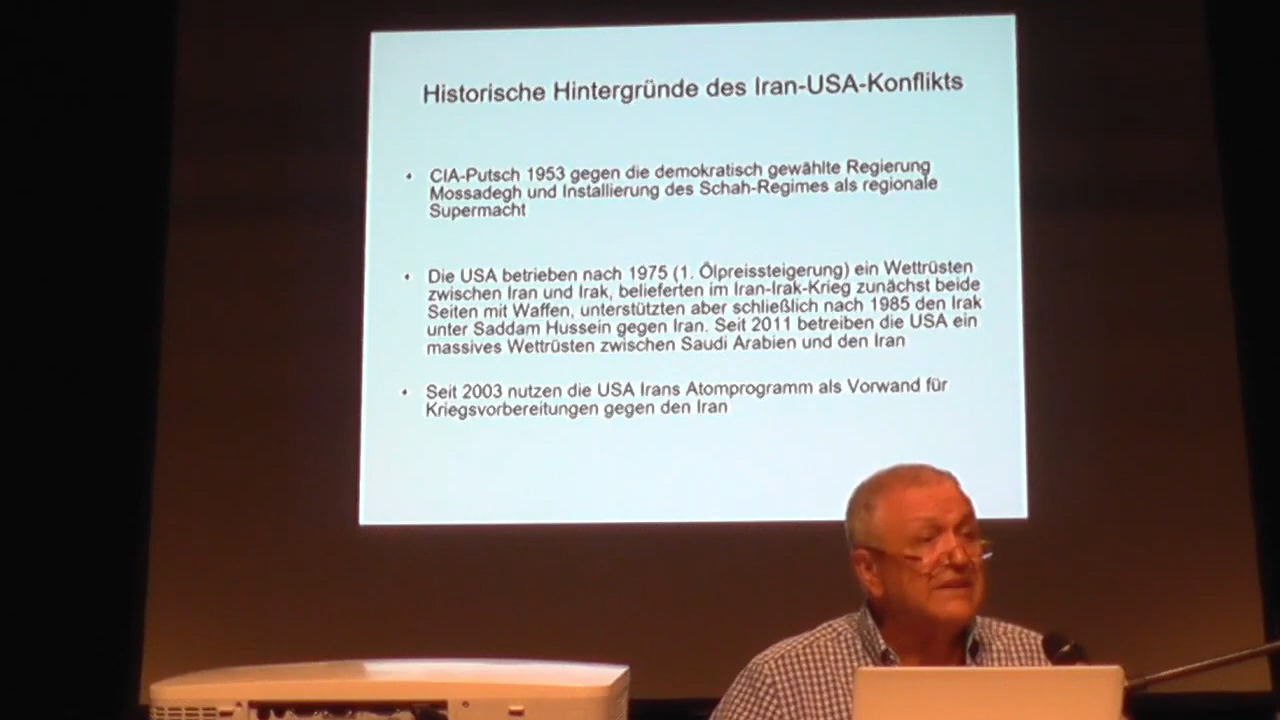 Historische Hintergründe des Iran-USA-Konflikts
• CIA-Putsch 1953 gegen die demokratisch gewählte Regierung
Mossadegh und Installierung des Schah-Regimes als regionale
Supermacht
• Die USA betrieben nach 1975 (1. Ölpreissteigerung) ein Wettrüsten
zwischen Iran und Irak, belieferten im Iran-Irak-Krieg zunächst beide
Seiten mit Waffen, unterstützten aber schließlich nach 1985 den Irak
unter Saddam Hussein gegen Iran. Seit 2011 betreiben die USA ein
massives Wettrüsten zwischen Saudi Arabien und den Iran
• Seit 2003 nutzen die USA Irans Atomprogramm als Vorwand für
Kriegsvorbereitungen gegen den Iran